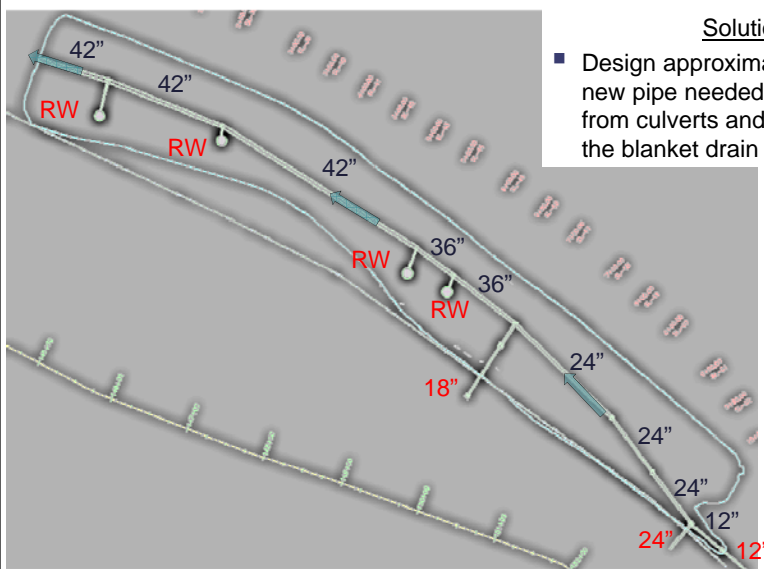 Solutio
■ Design approxima
new pipe needed
from culverts and
the blanket drain
42”
42”
RW
RW
42”
36”
RW
36”
RW
24”
18”
24”
24”
12”
24”
12”